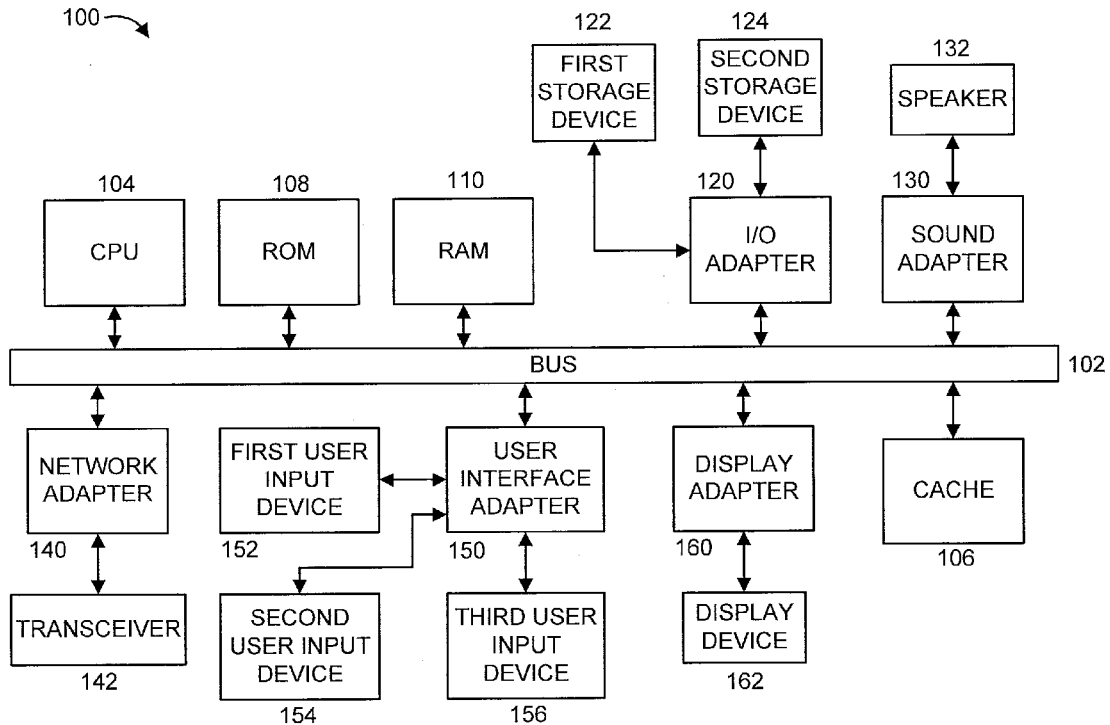 100
122
FIRST
STORAGE
DEVICE
124
SECOND
STORAGE
DEVICE
132
SPEAKER
104
CPU
108
ROM
110
RAM
120
I/O
ADAPTER
130
SOUND
ADAPTER
BUS
102
NETWORK
ADAPTER
140
FIRST USER
INPUT
DEVICE
152
USER
INTERFACE
ADAPTER
150
DISPLAY
ADAPTER
160
CACHE
106
TRANSCEIVER
142
SECOND
USER INPUT
DEVICE
154
THIRD USER
INPUT
DEVICE
156
DISPLAY
DEVICE
162